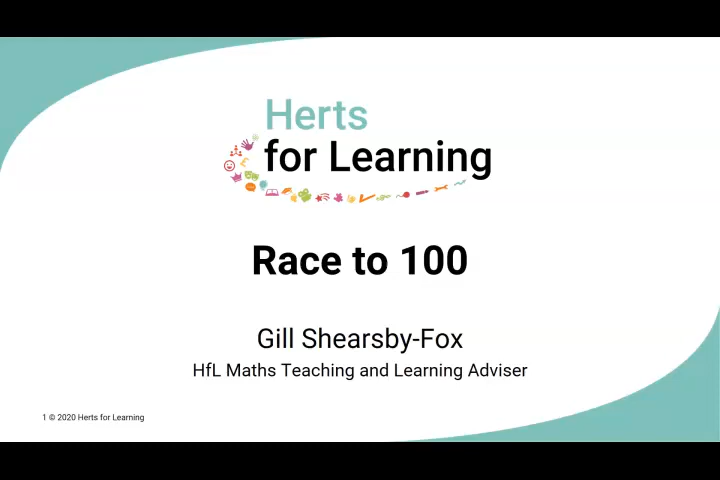 Herts
for Learning
Race to 100
Gill Shearsby-Fox
HfL Maths Teaching and Learning Adviser
1 © 2020 Herts for Learning